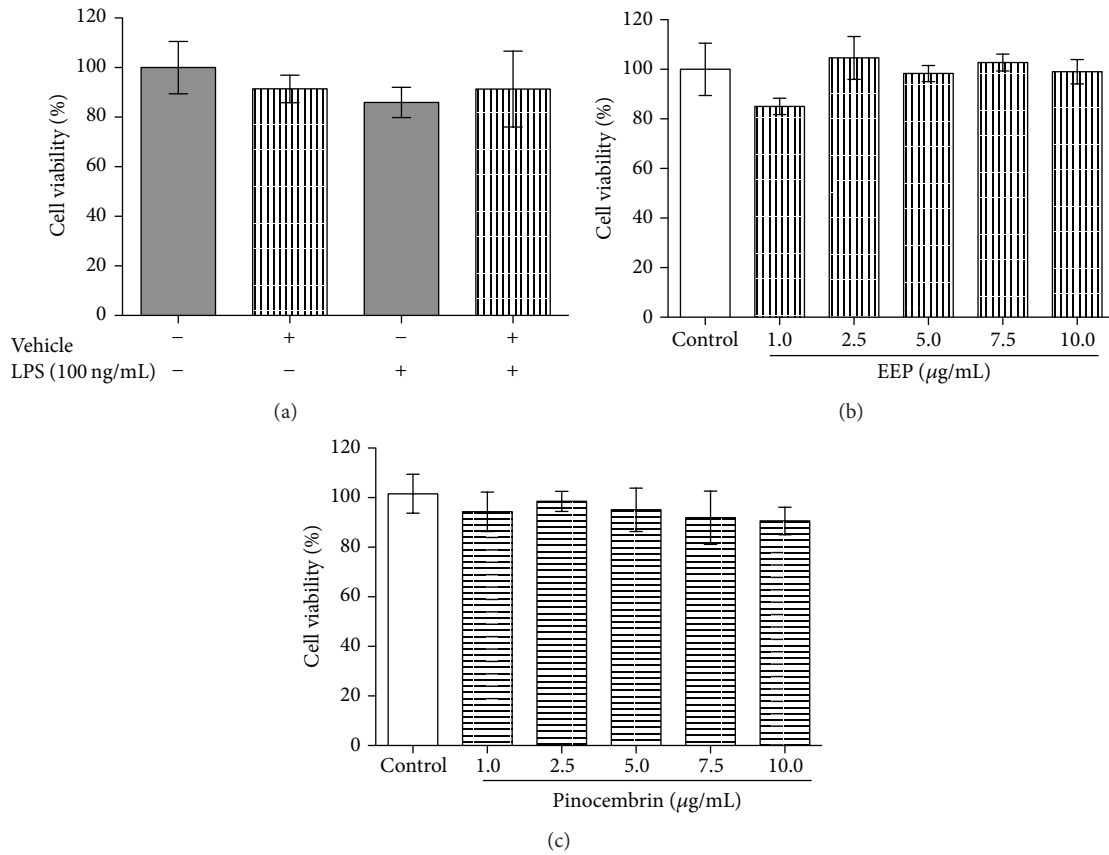 120
100
80
60
40
20
0
Cell viability (%)
Vehicle − + − +
LPS (100 ng/mL) − − + +
(a)
120
100
80
60
40
20
0
Cell viability (%)
Control 1.0 2.5 5.0 7.5 10.0
EEP (μg/mL)
(b)
120
100
80
60
40
20
0
Cell viability (%)
Control 1.0 2.5 5.0 7.5 10.0
Pinocembrin (μg/mL)
(c)